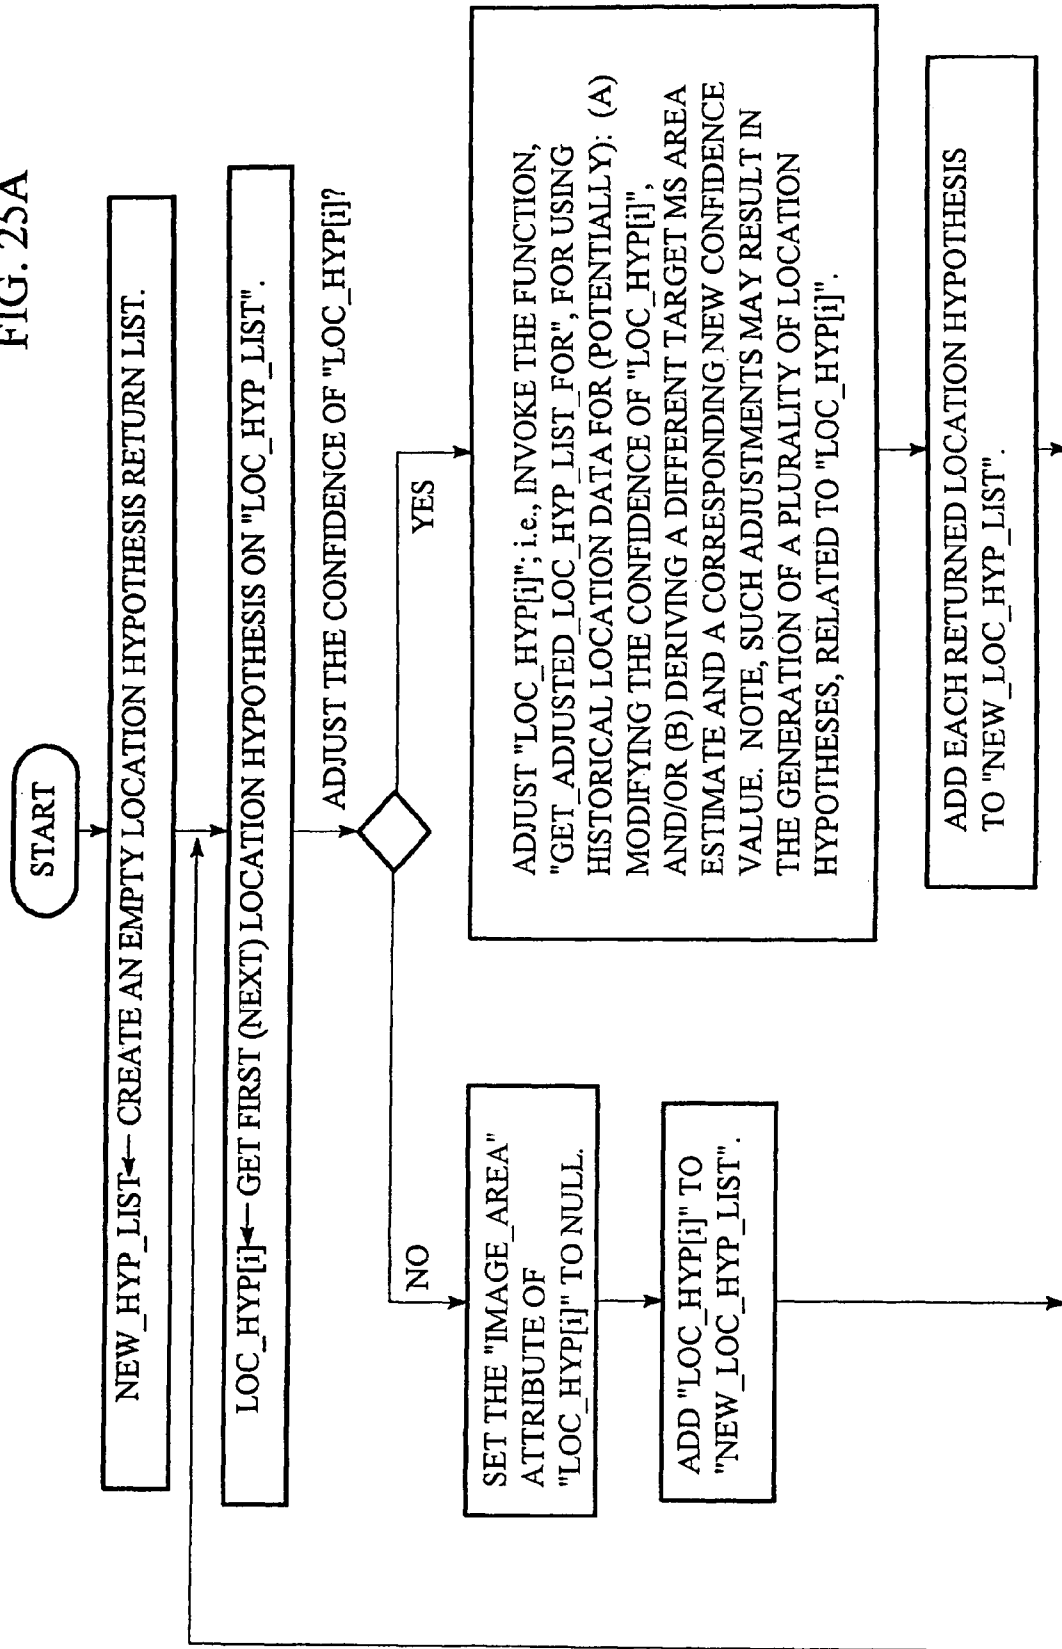 FIG. 25A
START
NEW_HYP_LIST← CREATE AN EMPTY LOCATION HYPOTHESIS RETURN LIST.
LOC_HYP[i]← GET FIRST (NEXT) LOCATION HYPOTHESIS ON "LOC_HYP_LIST".
ADJUST THE CONFIDENCE OF "LOC_HYP[i]?
NO
YES
SET THE "IMAGE_AREA"
ATTRIBUTE OF
"LOC_HYP[i]" TO NULL.
ADD "LOC_HYP[i]" TO
"NEW_LOC_HYP_LIST".
ADJUST "LOC_HYP[i]"; i.e., INVOKE THE FUNCTION,
"GET_ADJUSTED_LOC_HYP_LIST_FOR", FOR USING
HISTORICAL LOCATION DATA FOR (POTENTIALLY): (A)
MODIFYING THE CONFIDENCE OF "LOC_HYP[i]",
AND/OR (B) DERIVING A DIFFERENT TARGET MS AREA
ESTIMATE AND A CORRESPONDING NEW CONFIDENCE
VALUE. NOTE, SUCH ADJUSTMENTS MAY RESULT IN
THE GENERATION OF A PLURALITY OF LOCATION
HYPOTHESES, RELATED TO "LOC_HYP[i]".
ADD EACH RETURNED LOCATION HYPOTHESIS
TO "NEW_LOC_HYP_LIST".